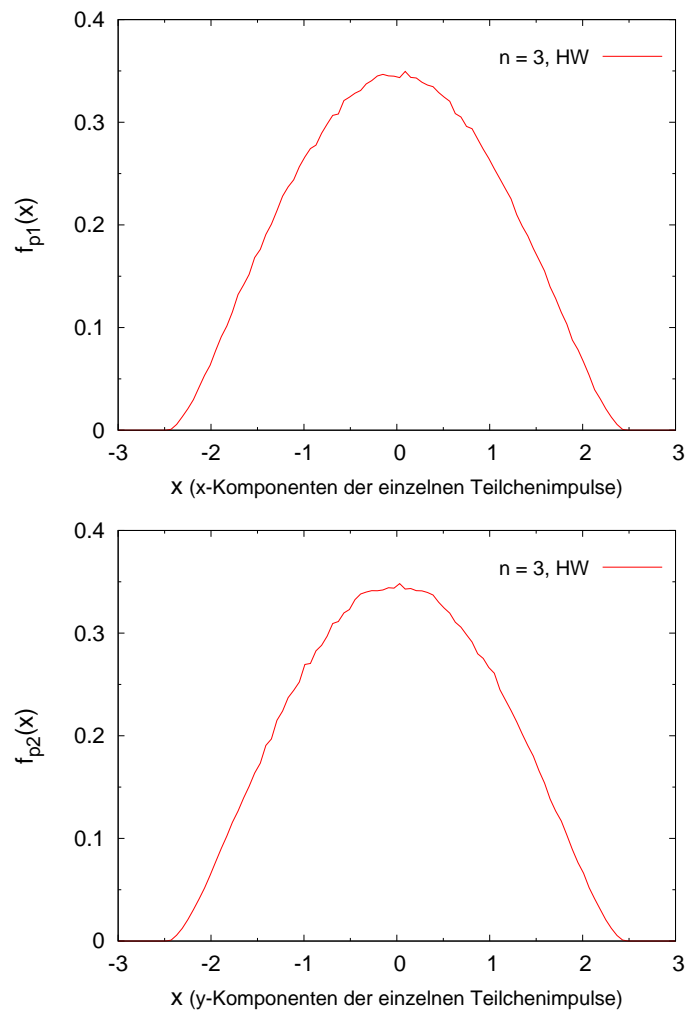 0.4
n = 3, HW
0.3
f_p1(x)
0.2
0.1
0
-3 -2 -1 0 1 2 3
x (x-Komponenten der einzelnen Teilchenimpulse)
0.4
n = 3, HW
0.3
f_p2(x)
0.2
0.1
0
-3 -2 -1 0 1 2 3
x (y-Komponenten der einzelnen Teilchenimpulse)